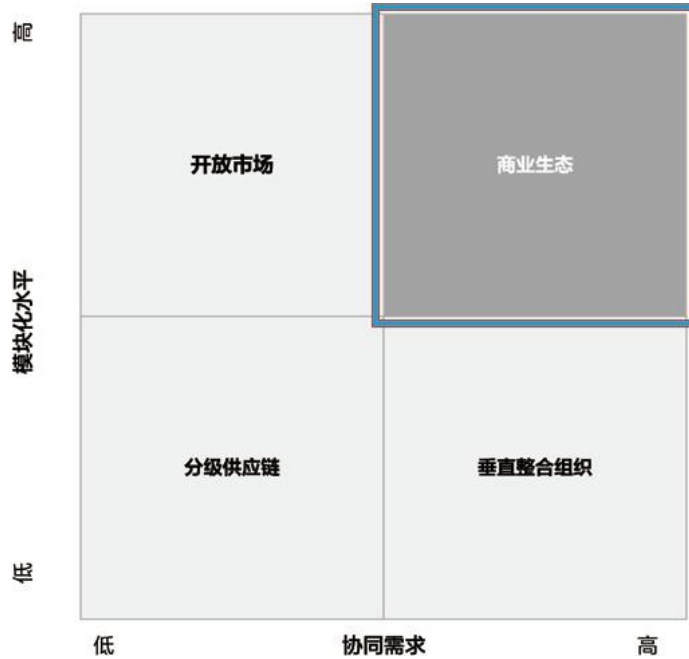 高
开放市场
商业生态
模块化水平
分级供应链
垂直整合组织
低
低
协同需求
高